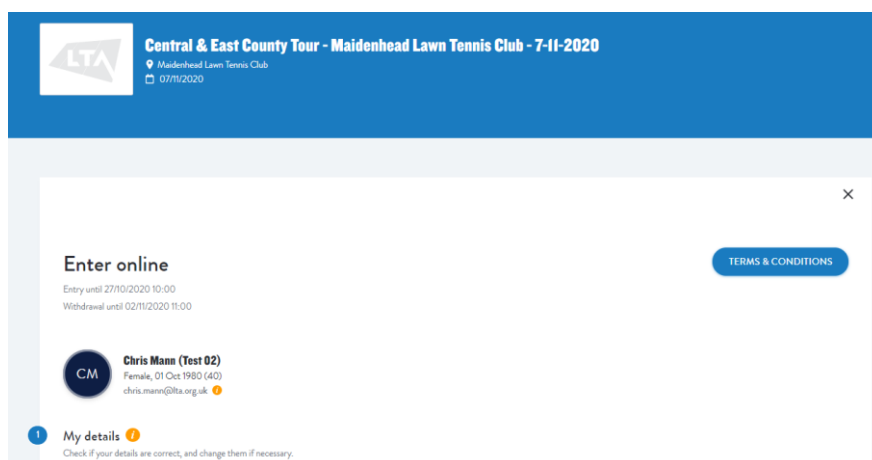 LTA
Central & East County Tour - Maidenhead Lawn Tennis Club - 7-11-2020
Maidenhead Lawn Tennis Club
07/11/2020
Enter online
TERMS & CONDITIONS
Entry until 27/10/2020 10:00
Withdrawal until 02/11/2020 11:00
CM
Chris Mann (Test 02)
Female, 01 Oct 1980 (40)
chris.mann@lta.org.uk i
1 My details i
Check if your details are correct, and change them if necessary.